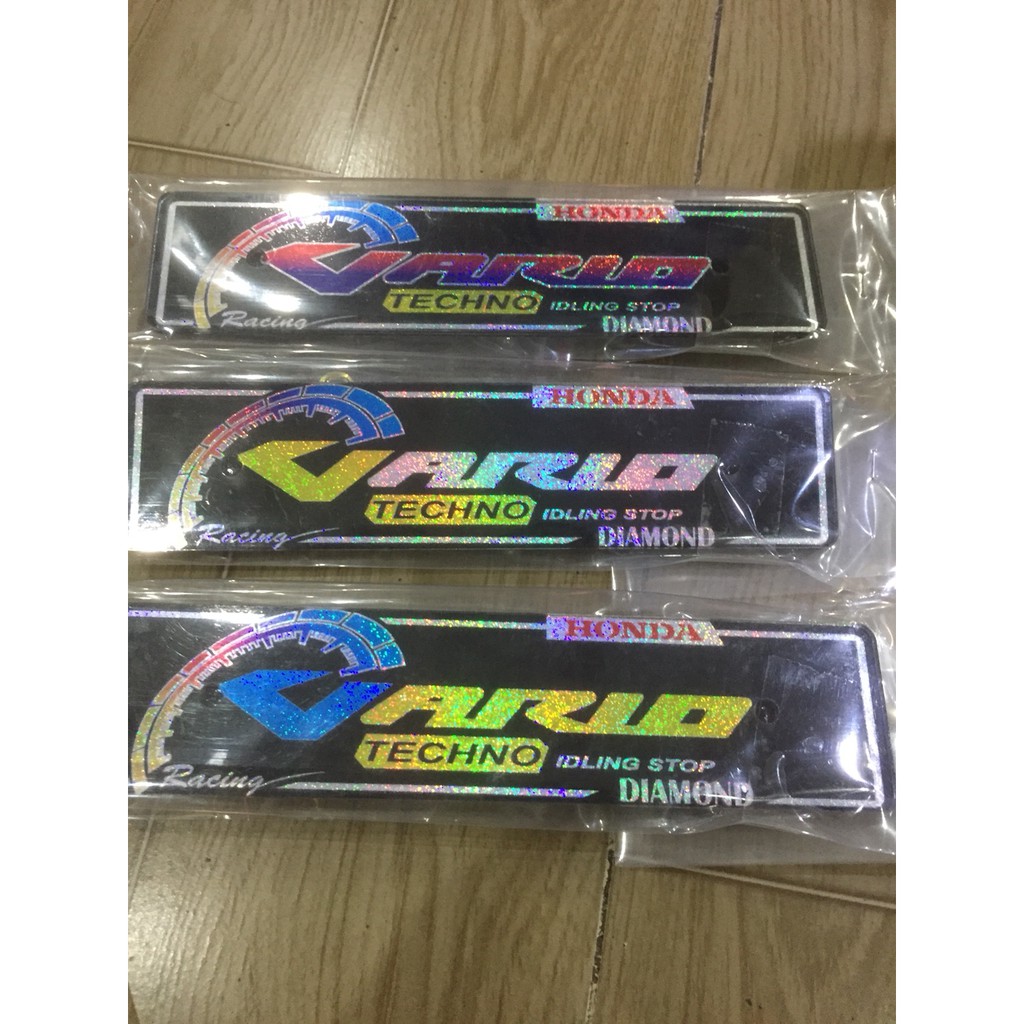 HONDA
VARIO
TECHNO IDLING STOP
Racing DIAMOND
HONDA
VARIO
TECHNO IDLING STOP
Racing DIAMOND
HONDA
VARIO
TECHNO IDLING STOP
Racing DIAMOND